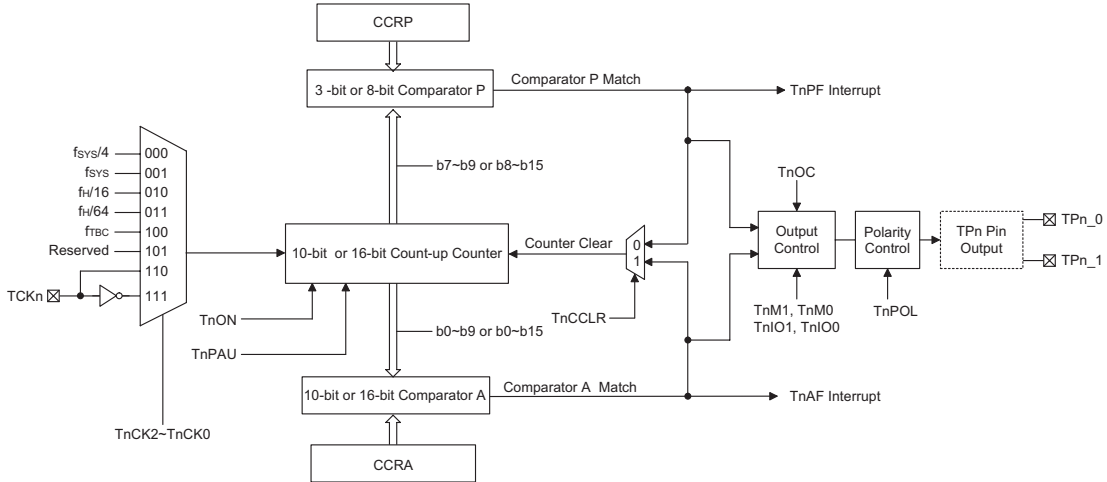 CCRP
3 -bit or 8-bit Comparator P
Comparator P Match
TnPF Interrupt
b7~b9 or b8~b15
fSYS/4
fSYS
fH/16
fH/64
fTBC
Reserved
000
001
010
011
100
101
110
111
TCKn
TnCK2~TnCK0
10-bit or 16-bit Count-up Counter
Counter Clear
0
1
TnON
TnPAU
TnCCLR
b0~b9 or b0~b15
10-bit or 16-bit Comparator A
Comparator A Match
TnAF Interrupt
CCRA
TnOC
Output
Control
TnM1, TnM0
TnIO1, TnIO0
Polarity
Control
TnPOL
TPn Pin
Output
TPn_0
TPn_1